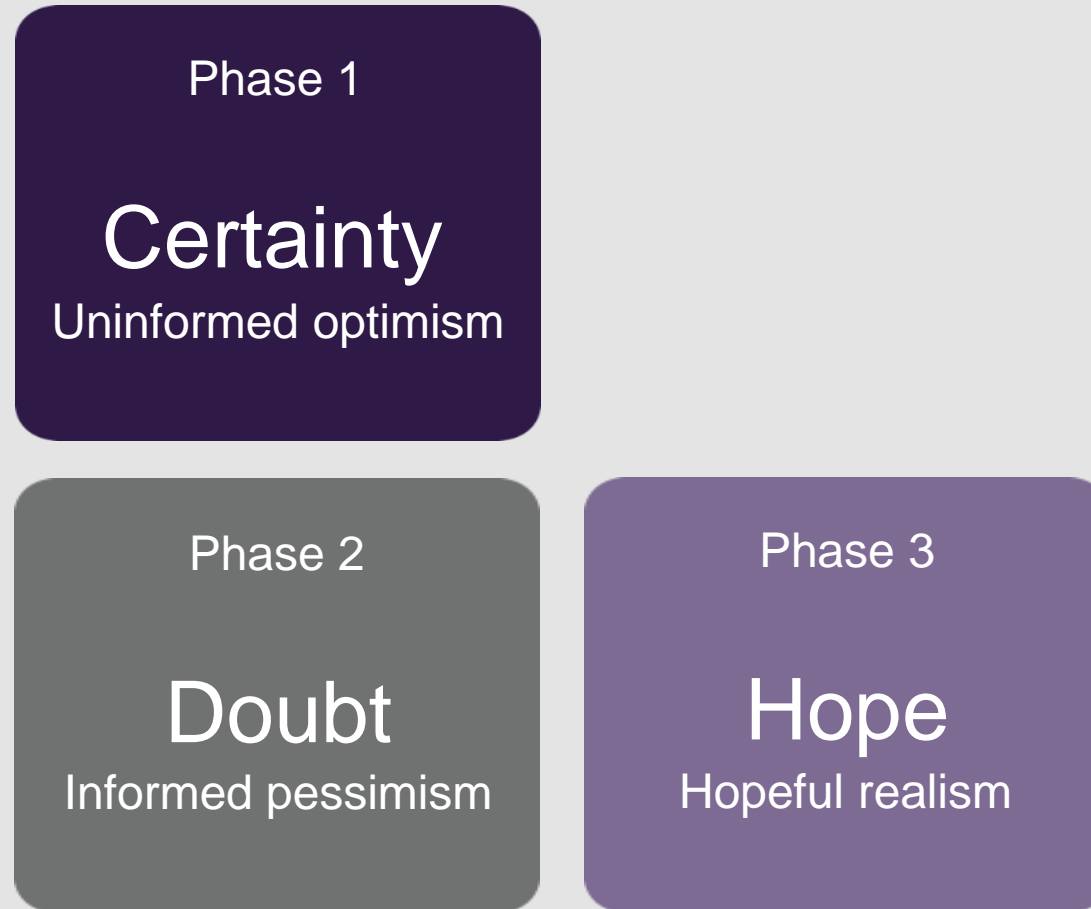 Phase 1
Certainty
Uninformed optimism
Phase 2
Doubt
Informed pessimism
Phase 3
Hope
Hopeful realism